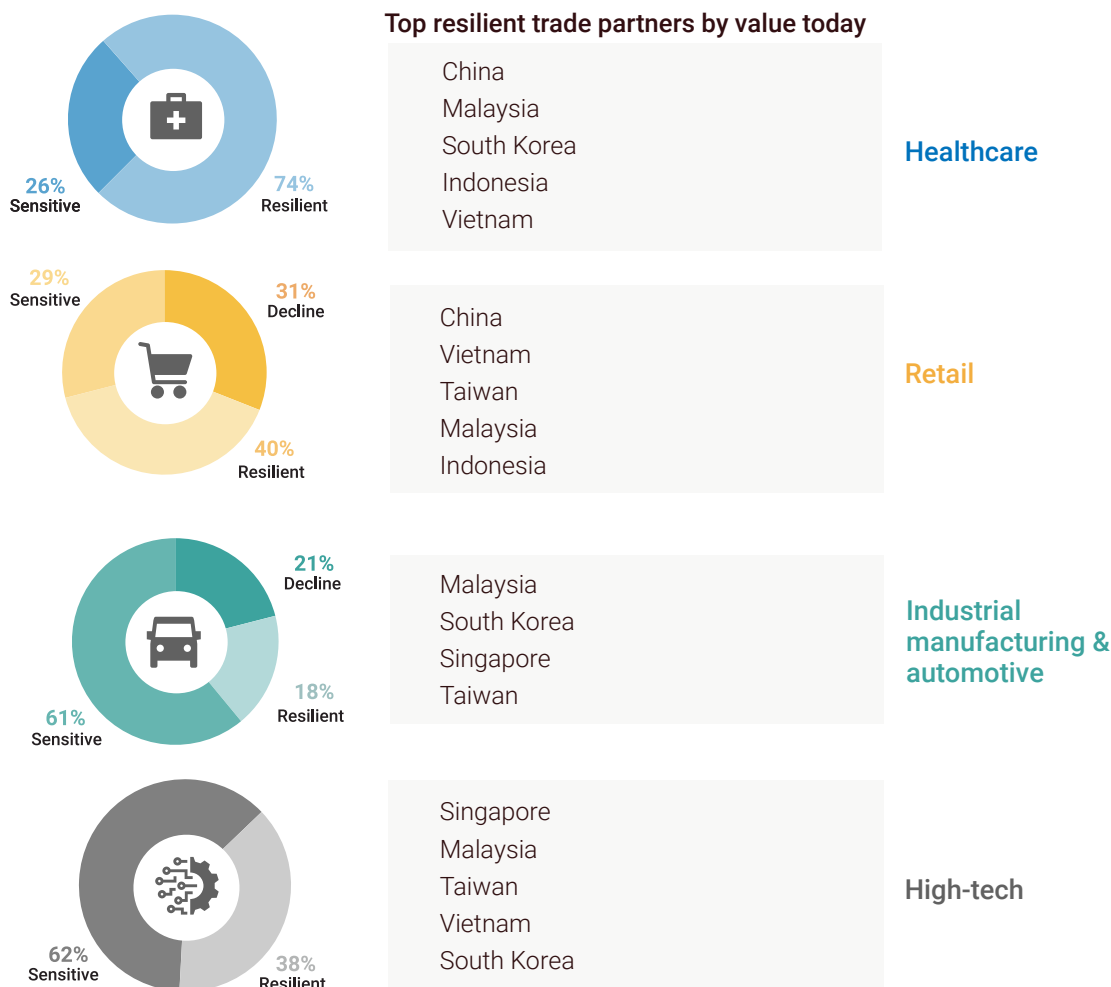 Top resilient trade partners by value today
26%
Sensitive
74%
Resilient
China
Malaysia
South Korea
Indonesia
Vietnam
Healthcare
29%
Sensitive
31%
Decline
40%
Resilient
China
Vietnam
Taiwan
Malaysia
Indonesia
Retail
21%
Decline
18%
Resilient
61%
Sensitive
Malaysia
South Korea
Singapore
Taiwan
Industrial
manufacturing &
automotive
62%
Sensitive
38%
Resilient
Singapore
Malaysia
Taiwan
Vietnam
South Korea
High-tech